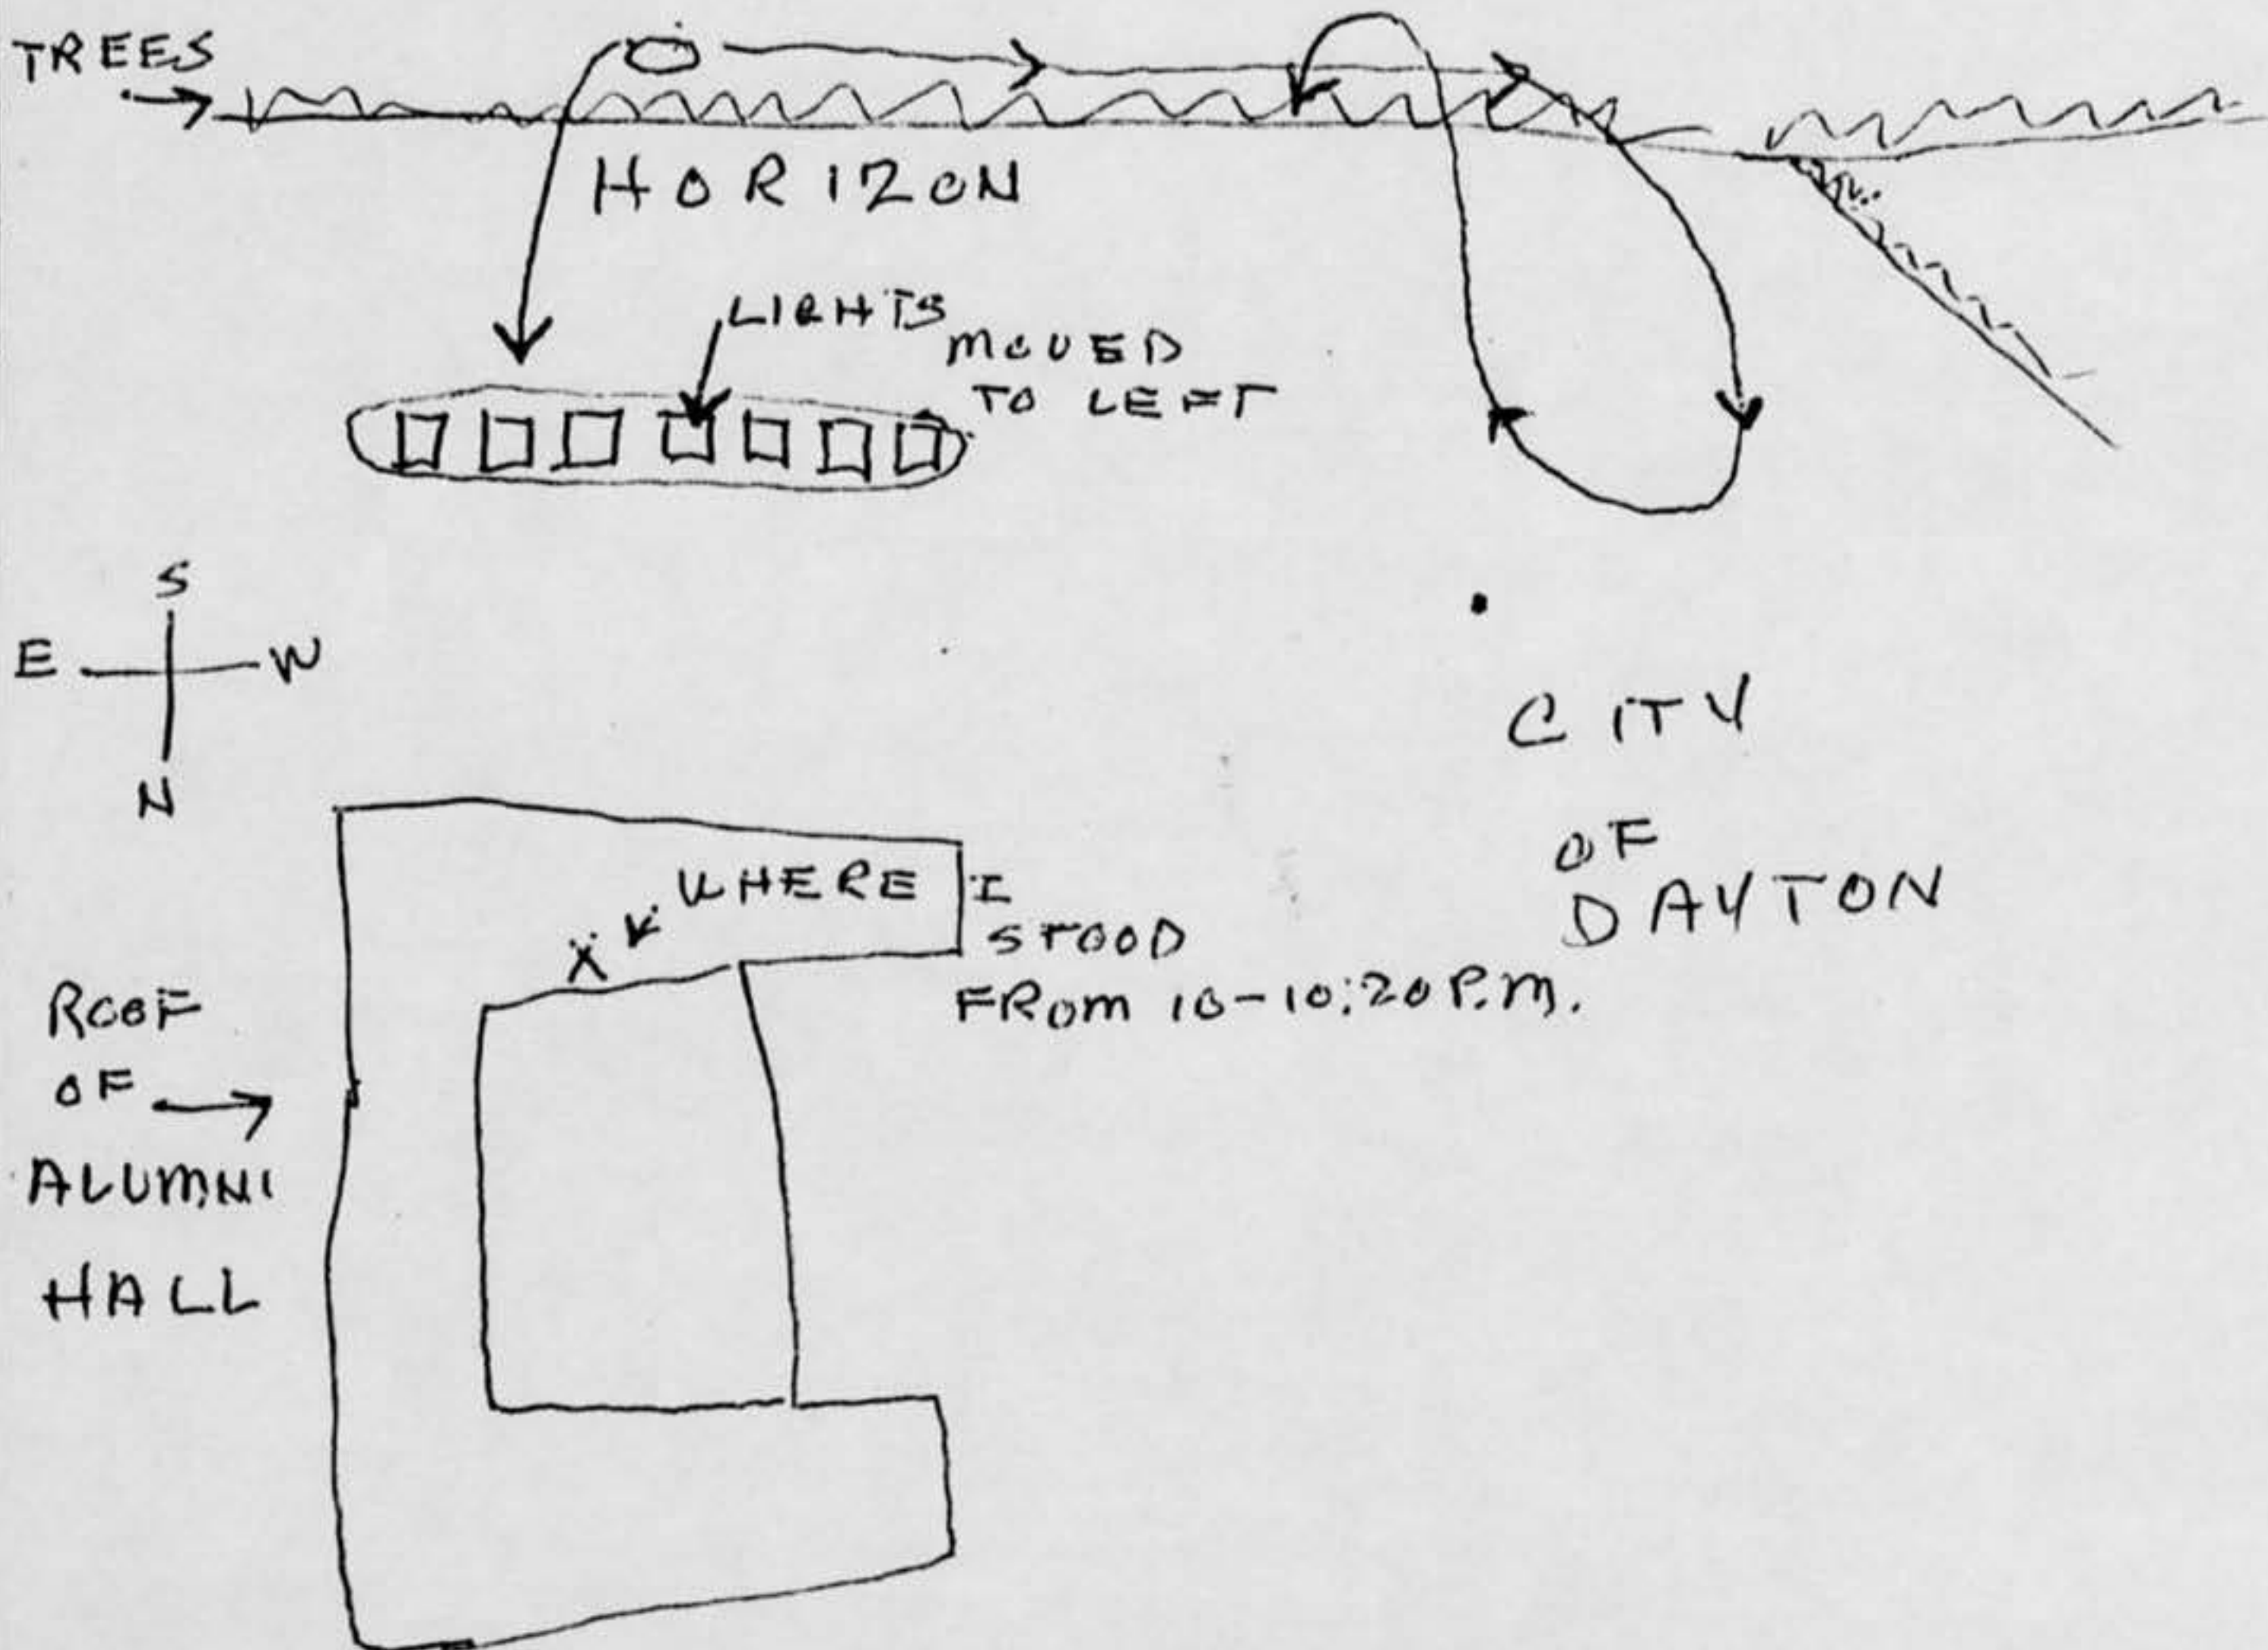 TREES
HORIZON
LIGHTS
MOVED
TO LEFT
S
E W
N
CITY
OF
DAYTON
X WHERE I
STOOD
FROM 10-10:20 P.M.
ROOF
OF
ALUMNI
HALL